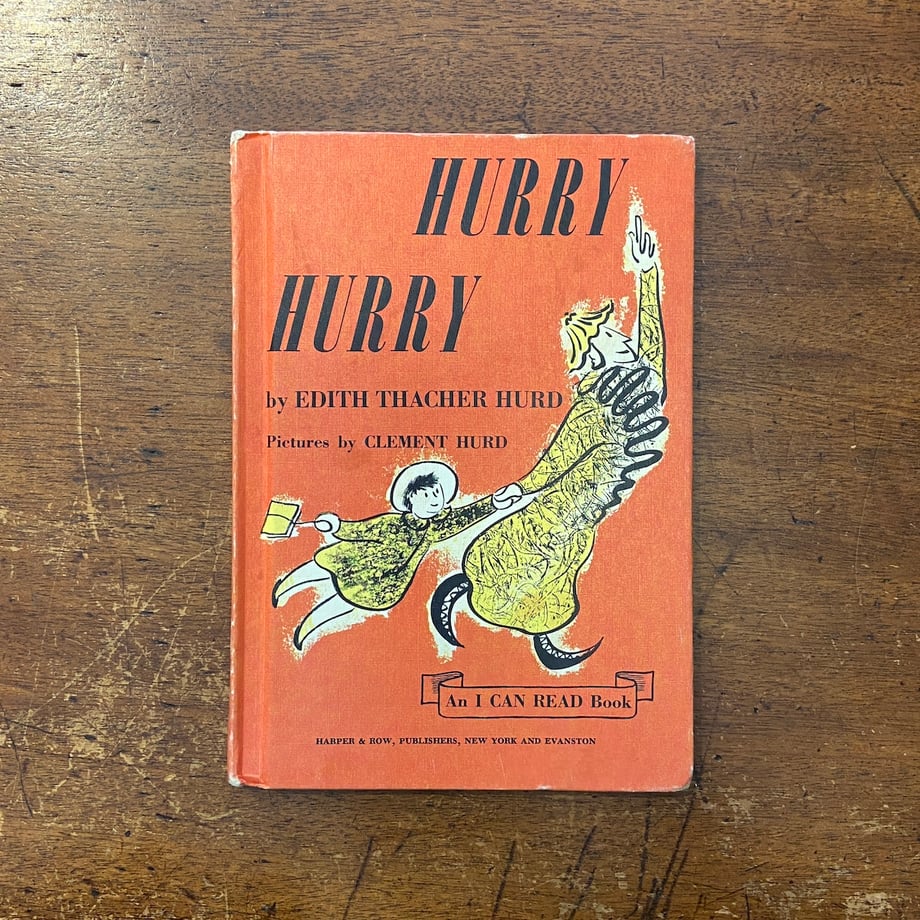 HURRY
HURRY
by EDITH THACHER HURD
Pictures by CLEMENT HURD
An I CAN READ Book
HARPER & ROW, PUBLISHERS, NEW YORK AND EVANSTON